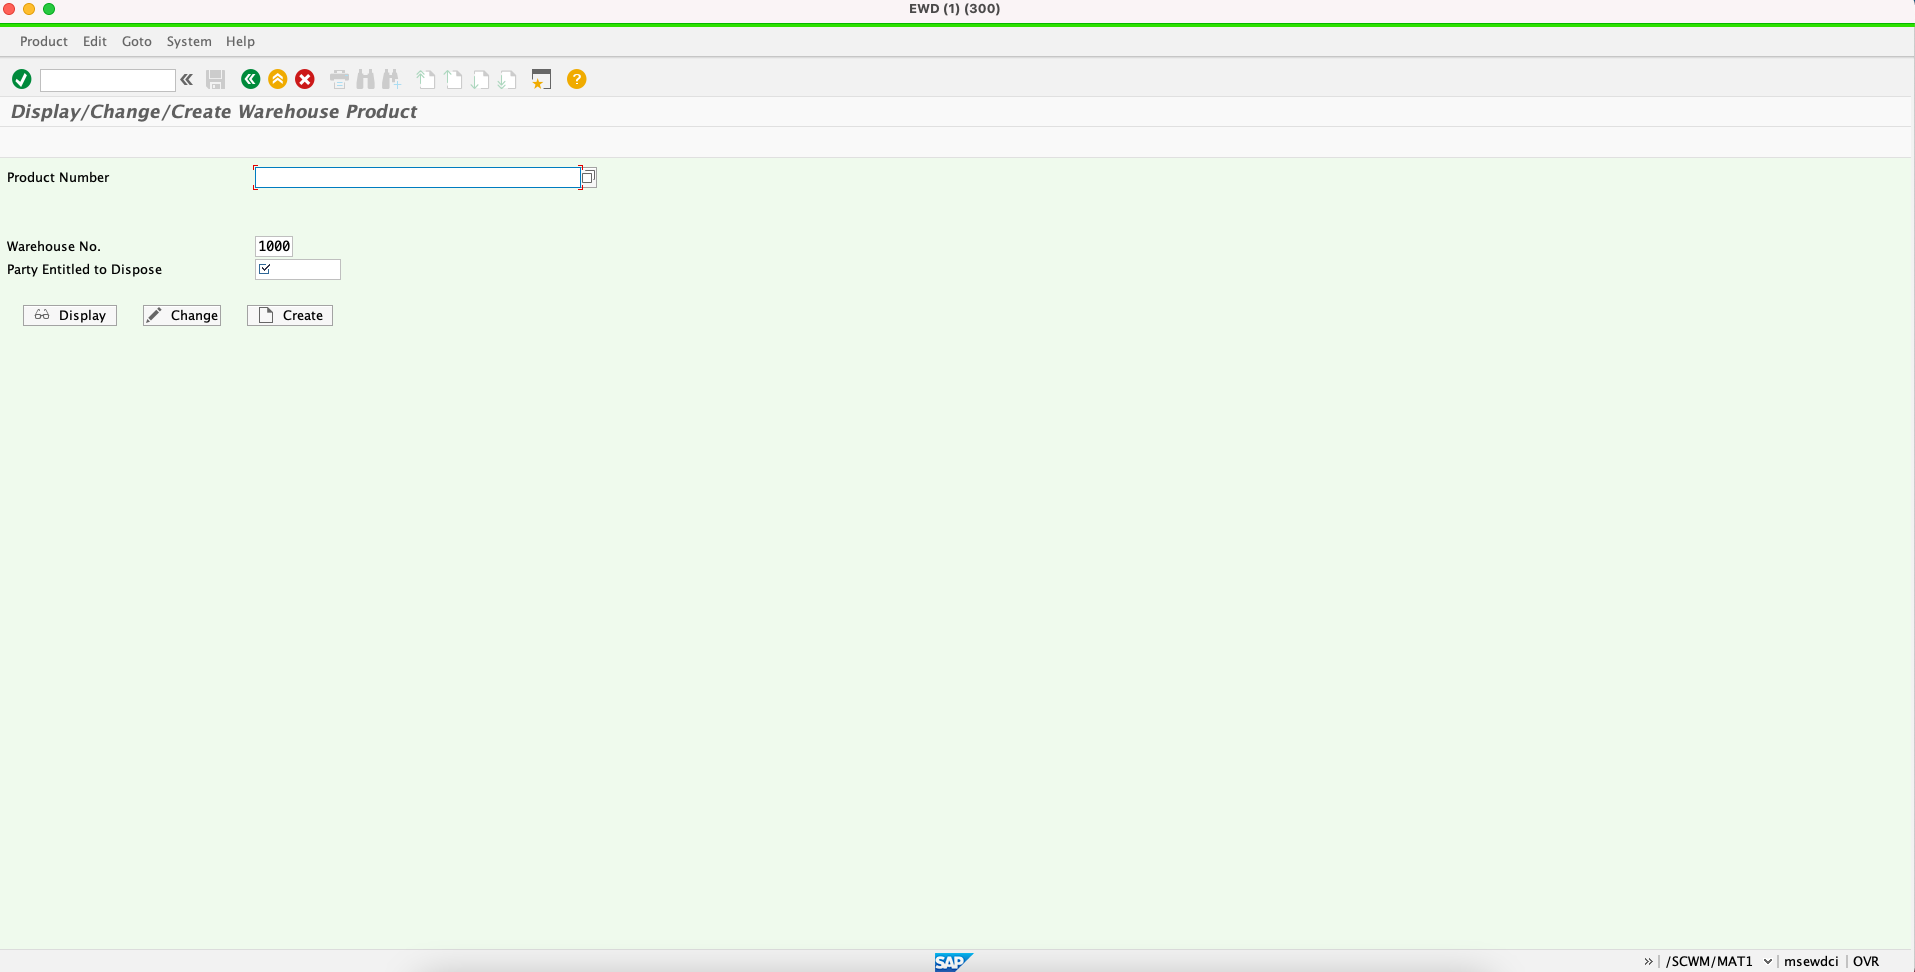 EWD (1) (300)
Product Edit Goto System Help
Display/Change/Create Warehouse Product
Product Number
Warehouse No. 1000
Party Entitled to Dispose
Display Change Create
SAP
/SCWM/MAT1 msewdci OVR